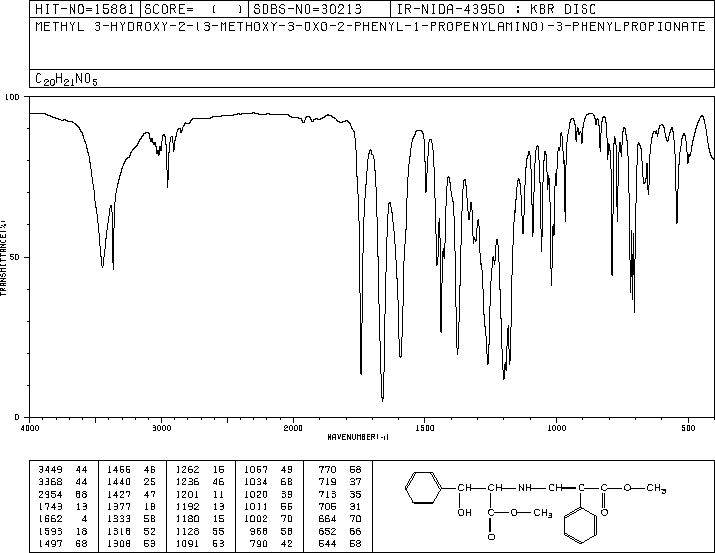 HIT-NO=15881 SCORE= ( ) SDBS-NO=30213 IR-NIDA-43950 : KBR DISC
METHYL 3-HYDROXY-2-(3-METHOXY-3-OXO-2-PHENYL-1-PROPENYLAMINO)-3-PHENYLPROPIONATE
C20H21NO5
100
50
0
TRANSMITTANCE(%)
4000 3000 2000 1500 1000 500
WAVENUMBER(-1)
3449 44 1466 46 1262 16 1067 49 770 58
3368 44 1440 25 1236 46 1034 68 719 37
2954 68 1427 47 1201 11 1020 39 713 35
1743 13 1377 18 1192 13 1011 55 706 31
1662 4 1333 58 1180 15 1002 70 664 70
1593 18 1318 52 1128 55 968 58 652 66
1497 68 1308 53 1091 53 790 42 544 58
CH CH NH CH C C O CH3
OH C O CH3 O
O